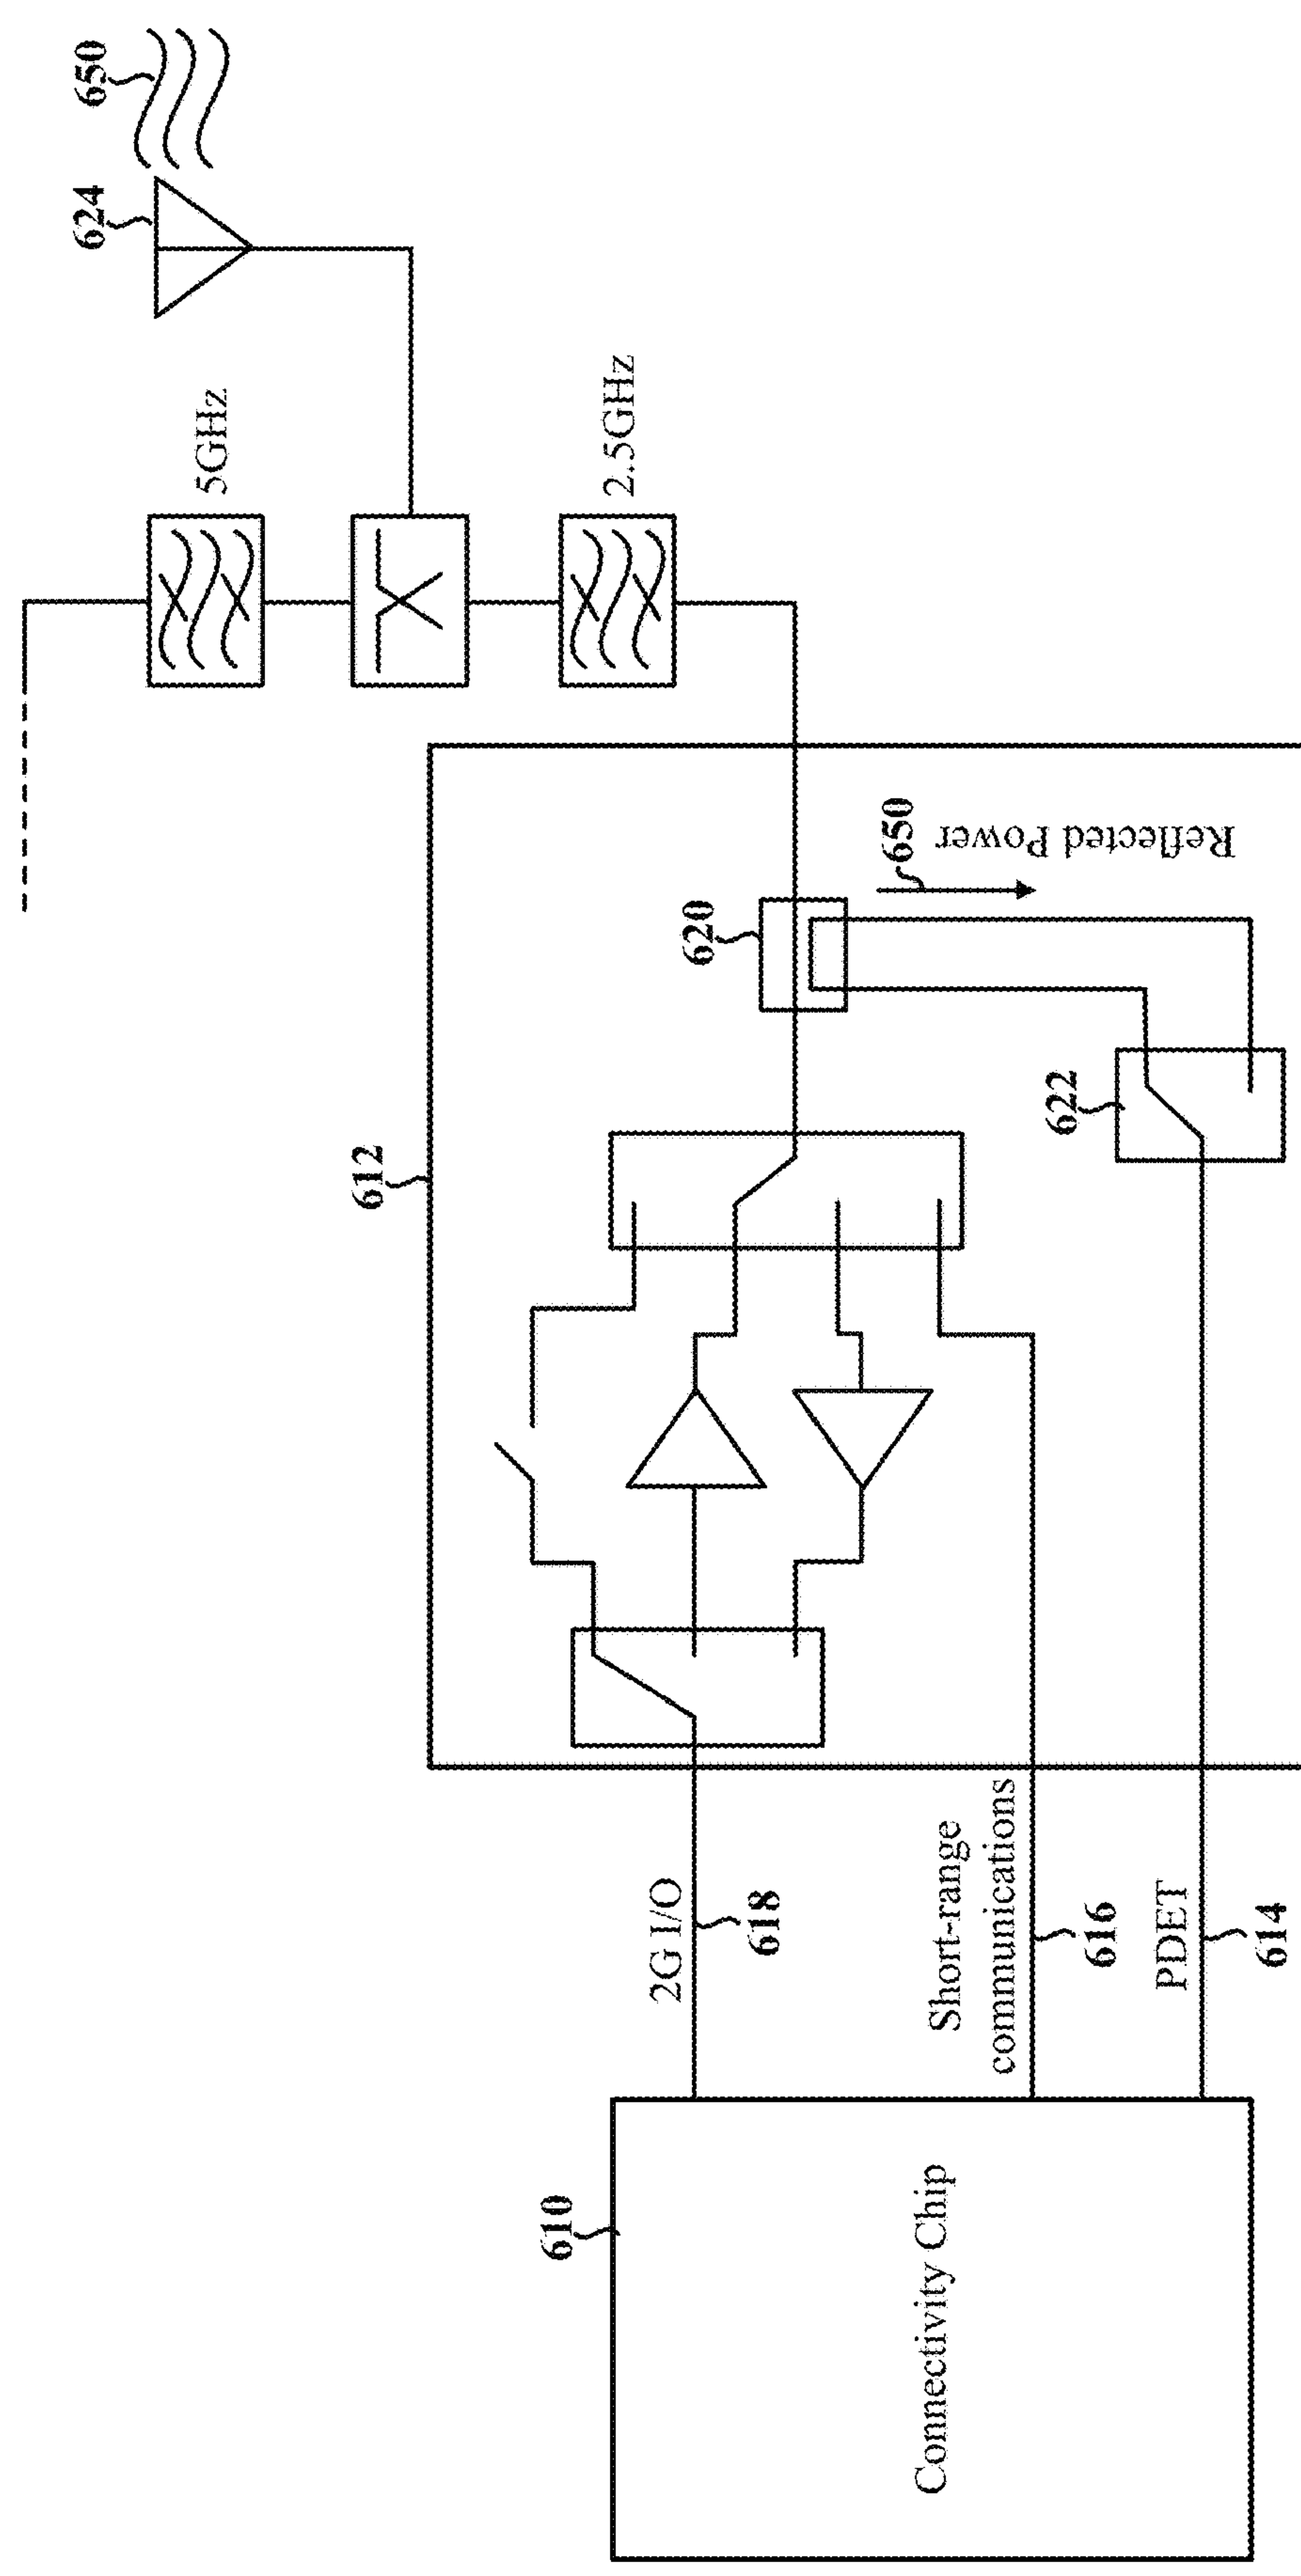 650
624
5GHz
2.5GHz
612
620
650
Reflected Power
622
2G I/O
618
Short-range
communications
616
PDET
614
610
Connectivity Chip